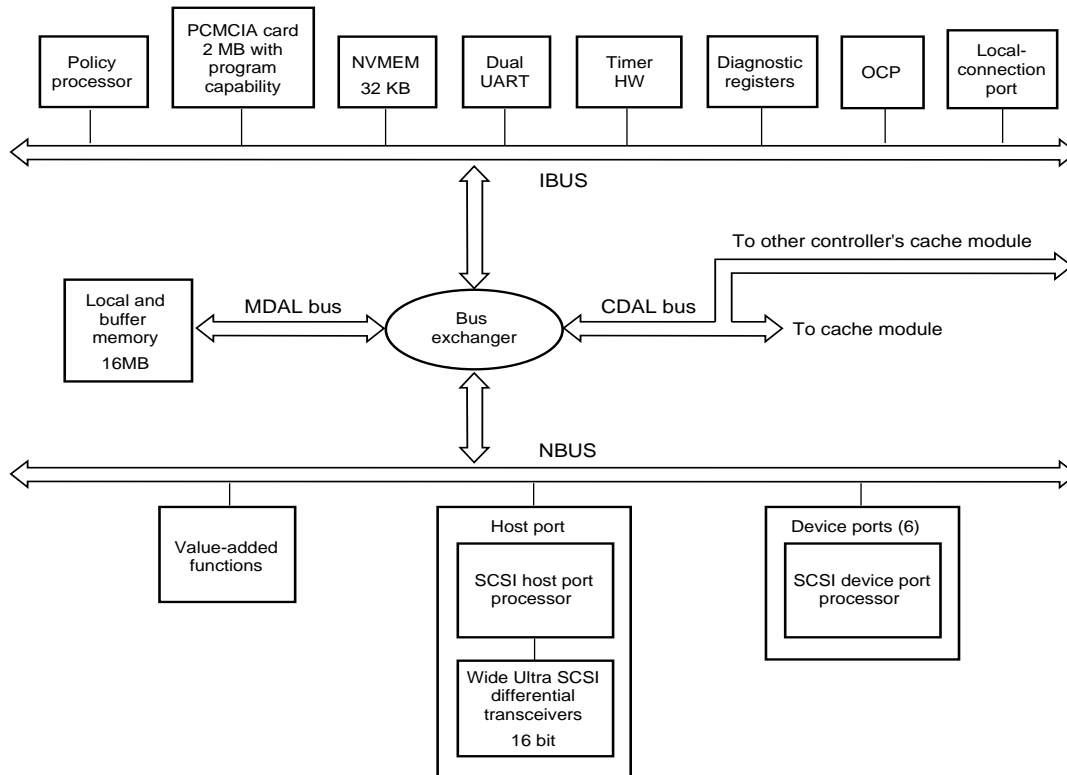 Policy
processor
PCMCIA card
2 MB with
program
capability
NVMEM
32 KB
Dual
UART
Timer
HW
Diagnostic
registers
OCP
Local-
connection
port
IBUS
To other controller's cache module
Local and
buffer
memory
16MB
MDAL bus
Bus
exchanger
CDAL bus
To cache module
NBUS
Value-added
functions
Host port
SCSI host port
processor
Wide Ultra SCSI
differential
transceivers
16 bit
Device ports (6)
SCSI device port
processor